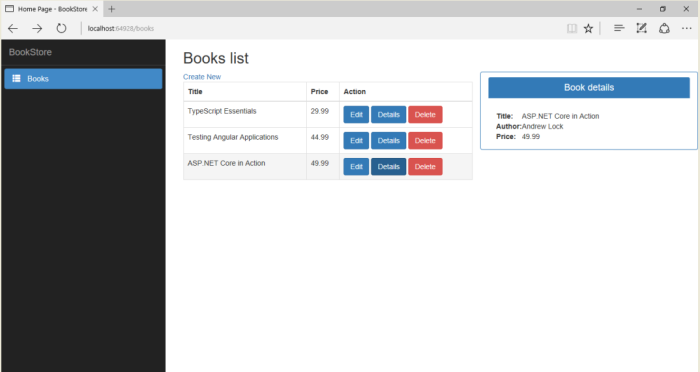 Home Page - BookStore
localhost:64928/books
BookStore
Books
Books list
Create New
Title Price Action
TypeScript Essentials 29.99 Edit Details Delete
Testing Angular Applications 44.99 Edit Details Delete
ASP.NET Core in Action 49.99 Edit Details Delete
Book details
Title: ASP.NET Core in Action
Author:Andrew Lock
Price: 49.99